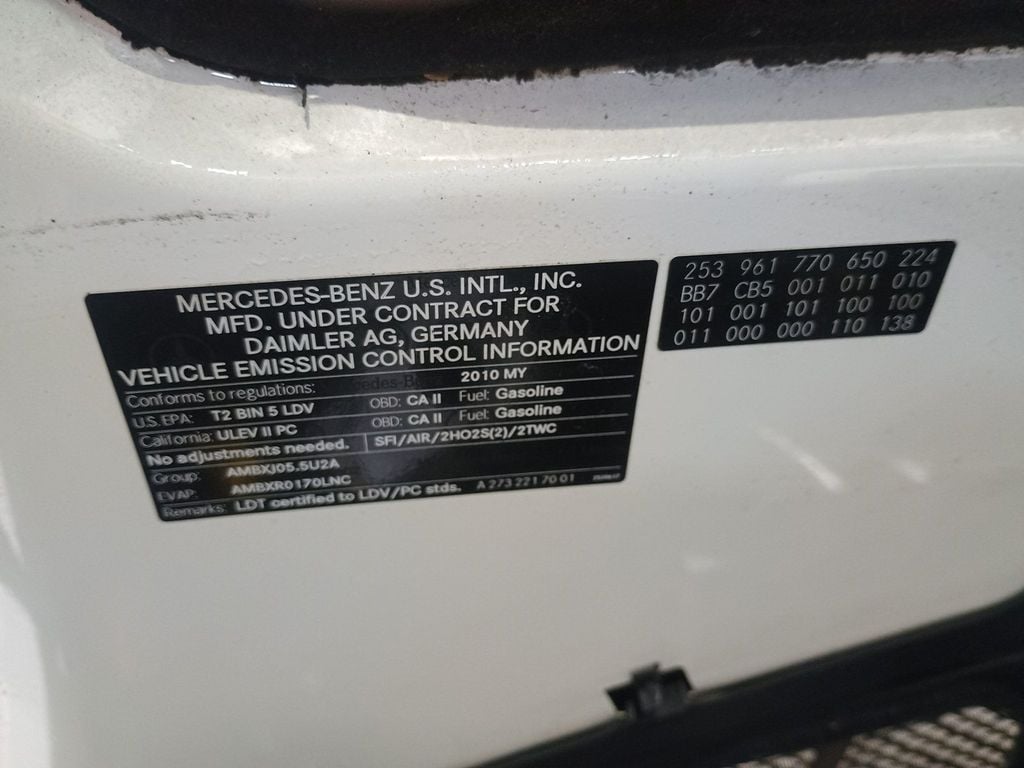 MERCEDES-BENZ U.S. INTL., INC.
MFD. UNDER CONTRACT FOR
DAIMLER AG, GERMANY
VEHICLE EMISSION CONTROL INFORMATION
Conforms to regulations: 2010 MY
U.S. EPA: T2 BIN 5 LDV OBD: CA II Fuel: Gasoline
California: ULEV II PC OBD: CA II Fuel: Gasoline
No adjustments needed. SFI/AIR/2HO2S(2)/2TWC
Group: AMBXJ05.5U2A
EVAP: AMBXR0170LNC
Remarks: LDT certified to LDV/PC stds. A 273 221 70 01
253 961 770 650 224
BB7 CB5 001 011 010
101 001 101 100 100
011 000 000 110 138